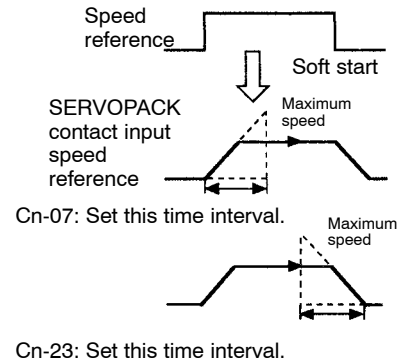 Speed
reference
Soft start
SERVOPACK
contact input
speed
reference
Maximum
speed
Cn-07: Set this time interval.
Maximum
speed
Cn-23: Set this time interval.